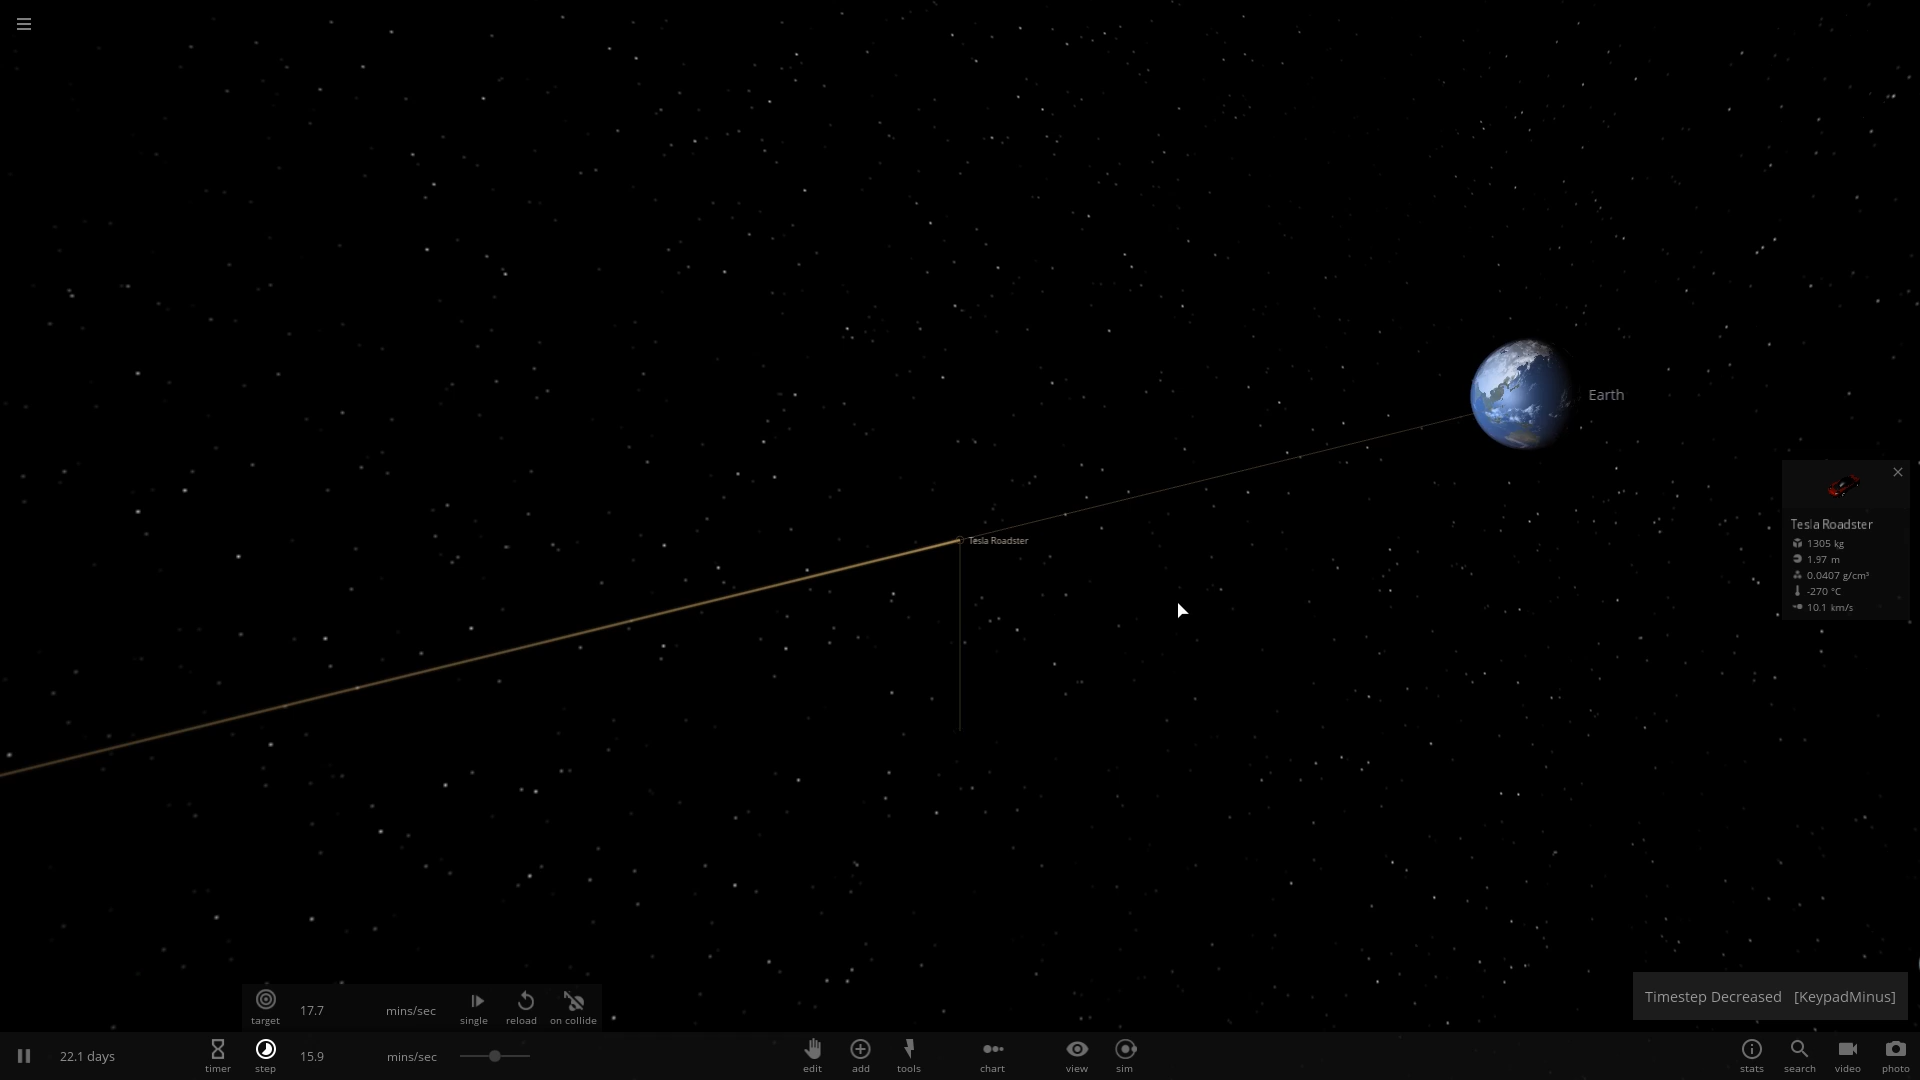 Earth
Tesla Roadster
Tesla Roadster
1305 kg
1.97 m
0.0407 g/cm³
-270 °C
10.1 km/s
Timestep Decreased [KeypadMinus]
target 17.7 mins/sec single reload on collide
22.1 days timer step 15.9 mins/sec edit add tools chart view sim stats search video photo